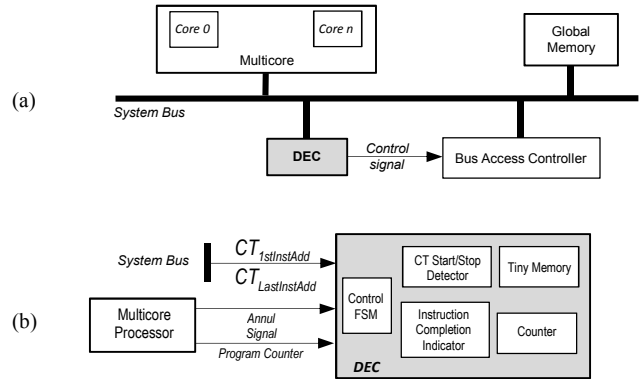 Core 0
Core n
Multicore
Global
Memory
(a)
System Bus
DEC
Control
signal
Bus Access Controller
System Bus
CT1stInstAdd
CTLastInstAdd
CT Start/Stop
Detector
Tiny Memory
Control
FSM
(b)
Multicore
Processor
Annul
Signal
Program Counter
Instruction
Completion
Indicator
Counter
DEC